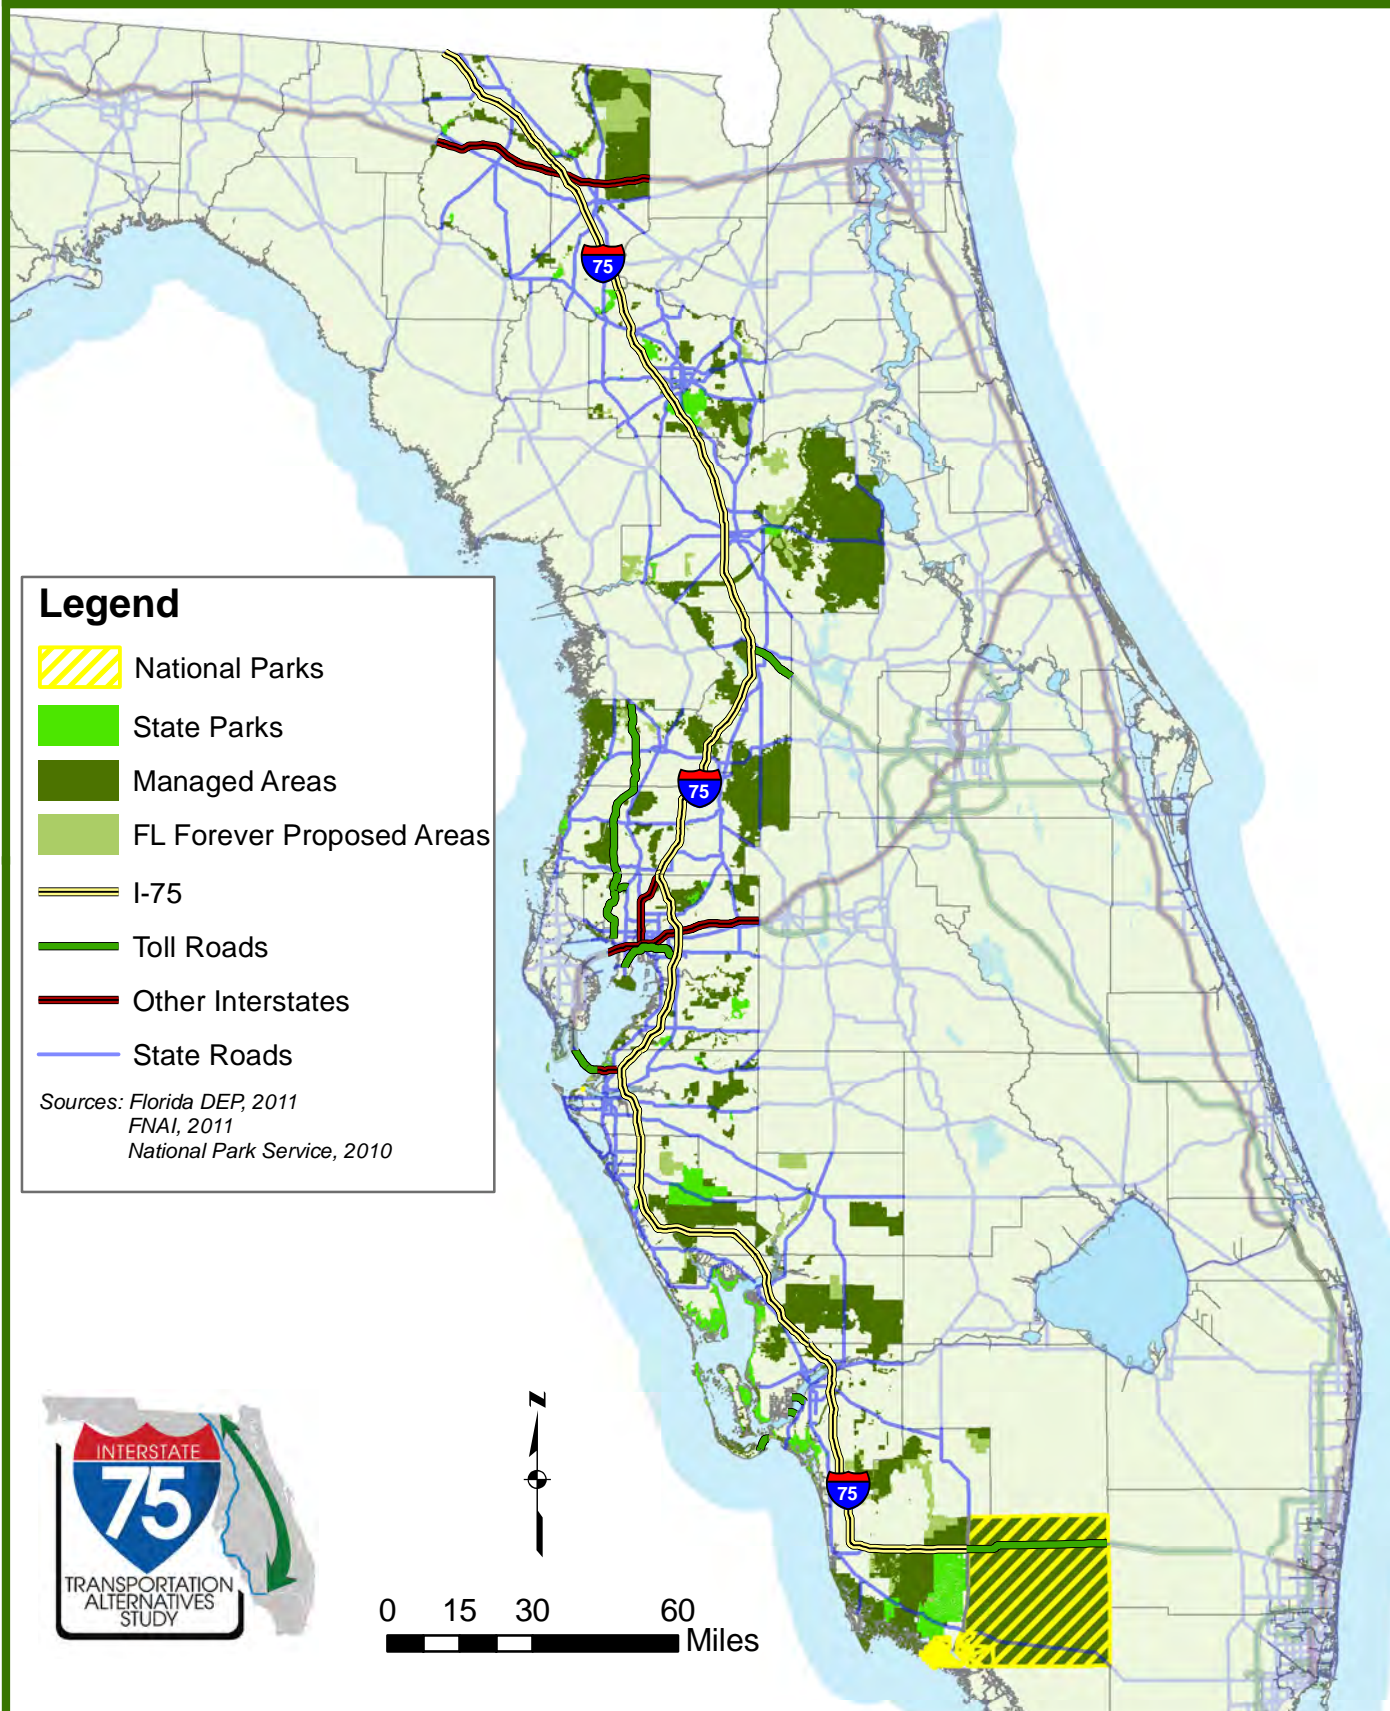 75
75
Legend
National Parks
State Parks
Managed Areas
FL Forever Proposed Areas
I-75
Toll Roads
Other Interstates
State Roads
Sources: Florida DEP, 2011
FNAI, 2011
National Park Service, 2010
INTERSTATE
75
TRANSPORTATION
ALTERNATIVES
STUDY
N
0 15 30 60
Miles
75